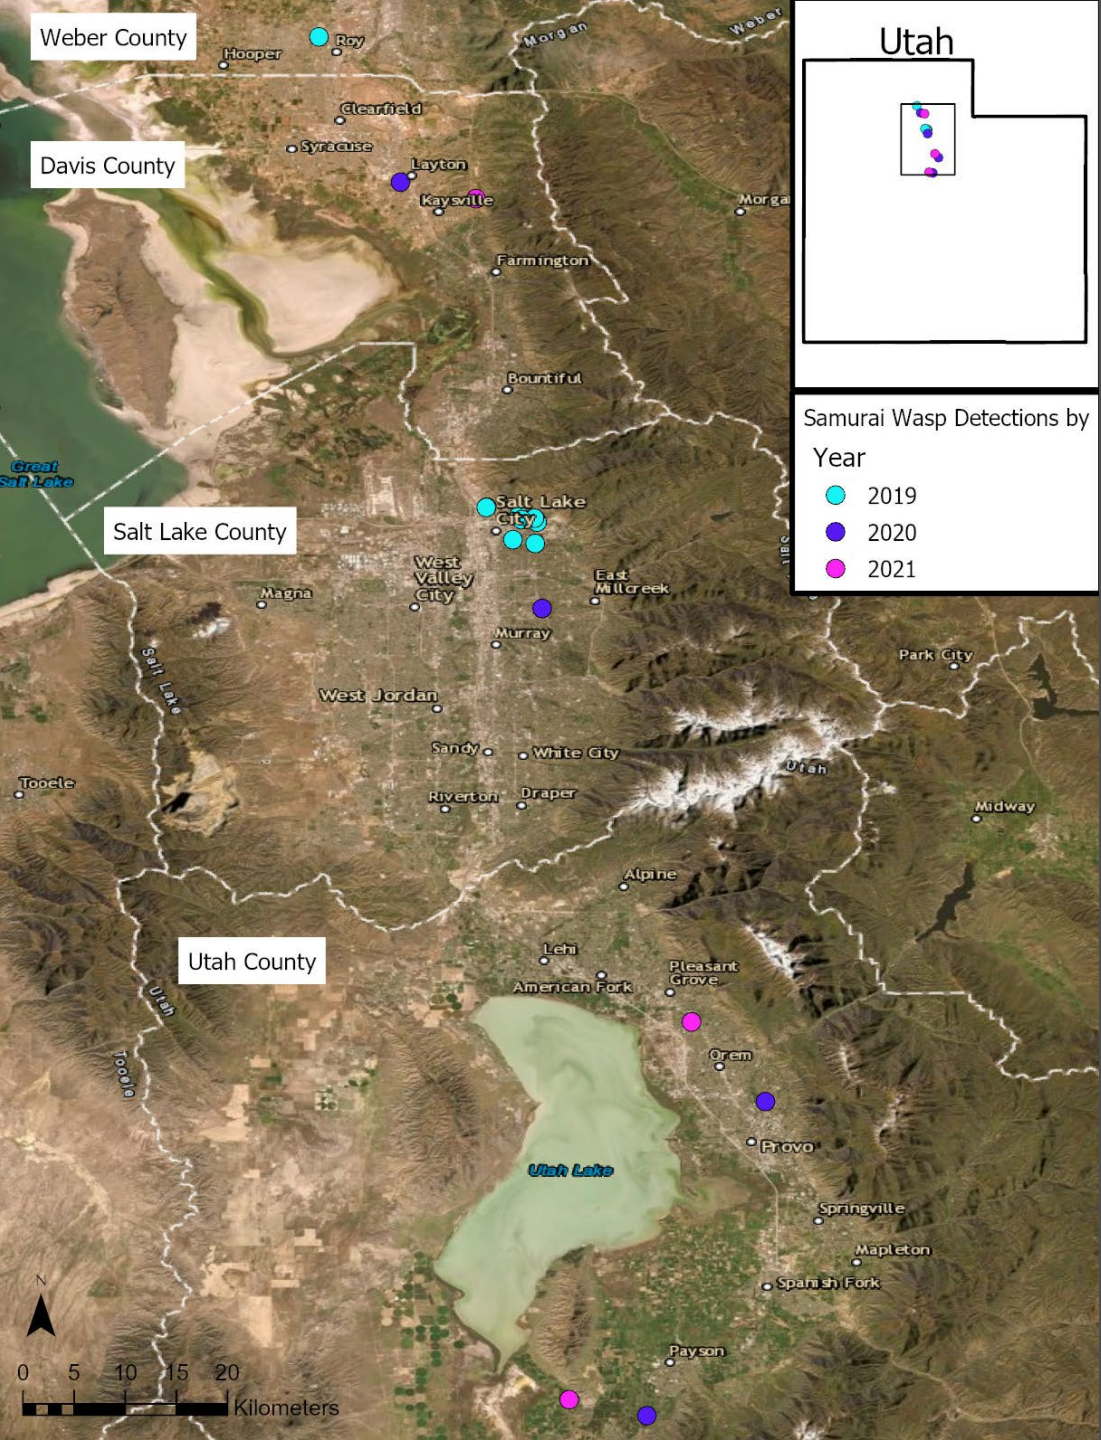 Weber County
Hooper
Roy
Morgan
Weber
Utah
Clearfield
Davis County
Syracuse
Layton
Kaysville
Morga
Farmington
Bountiful
Samurai Wasp Detections by
Year
2019
2020
2021
Great
Salt Lake
Salt Lake County
Salt Lake
City
West
Valley
City
East
Millcreek
Magna
Murray
Salt Lake
Park City
West Jordan
Sandy
White City
Utah
Tooele
Riverton
Draper
Midway
Alpine
Utah County
Lehi
American Fork
Pleasant
Grove
Utah
Tooele
Orem
Provo
Utah Lake
Springville
Mapleton
Spanish Fork
N
Payson
0 5 10 15 20
Kilometers